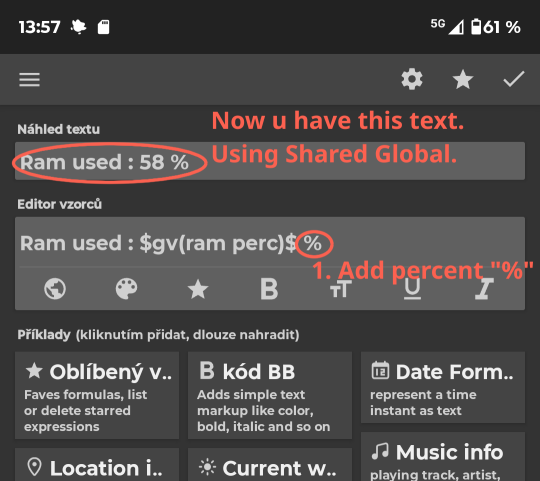 13:57
5G
61 %
Now u have this text.
Náhled textu
Using Shared Global.
Ram used : 58 %
Editor vzorců
Ram used : $gv(ram perc)$ %
1. Add percent "%"
B
TT
U
I
Příklady (kliknutím přidat, dlouze nahradit)
Oblíbený v..
Faves formulas, list
or delete starred
expressions
B kód BB
Adds simple text
markup like color,
bold, italic and so on
12 Date Form..
represent a time
instant as text
Location i..
Current w..
Music info
playing track, artist,